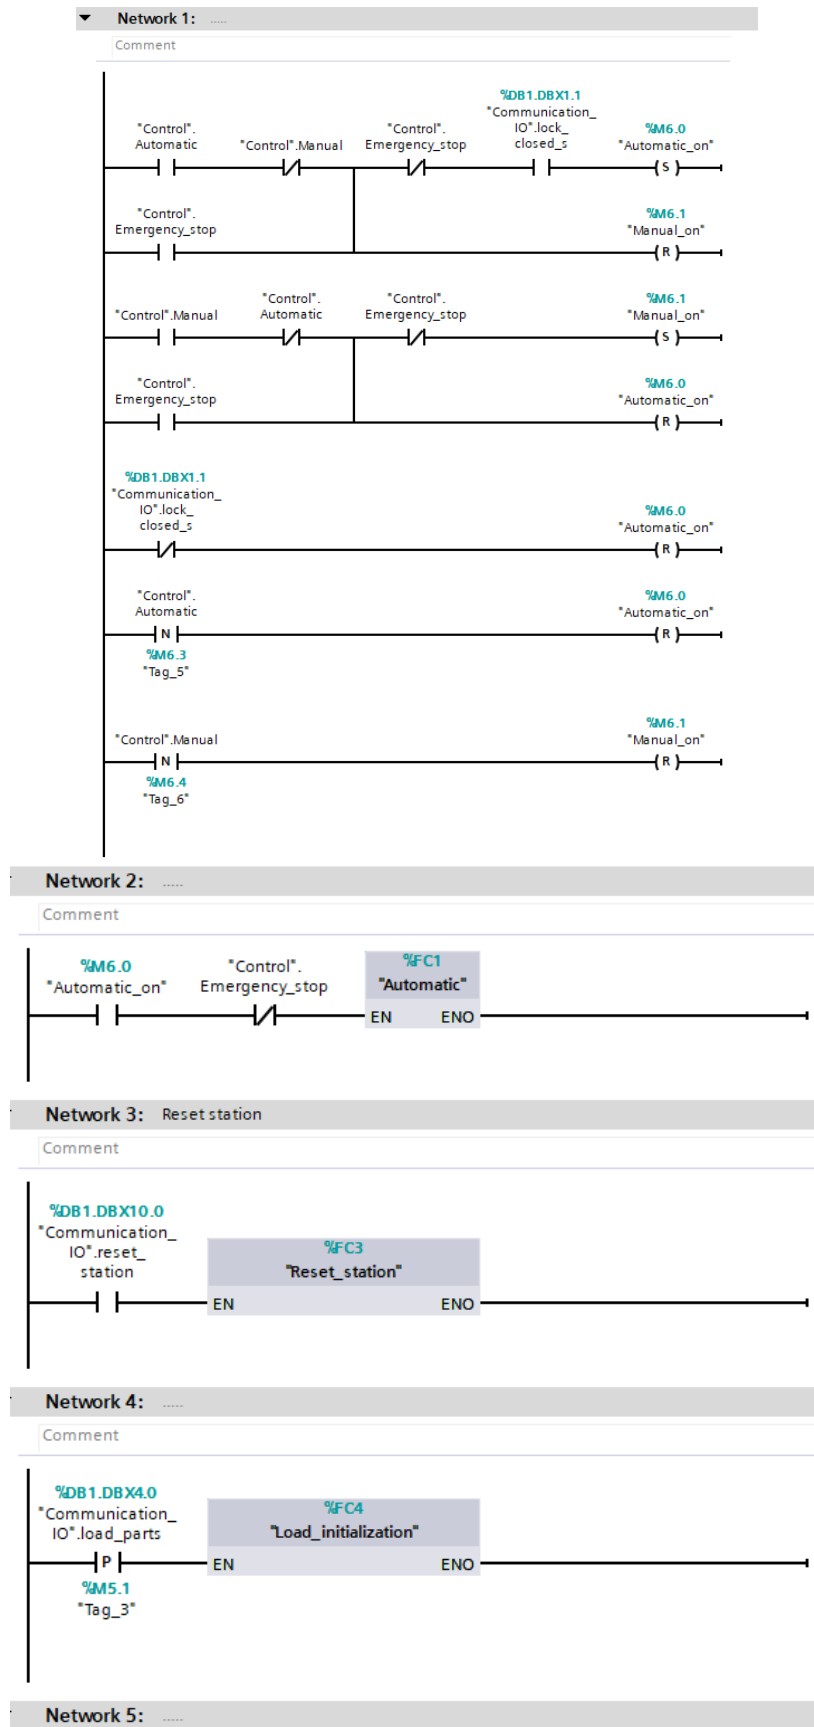 Network 1: .....
Comment
%DB1.DBX1.1
"Communication_
"Control".
"Control".
IO".lock_
%M6.0
Automatic
"Control".Manual
Emergency_stop
closed_s
"Automatic_on"
S
"Control".
%M6.1
Emergency_stop
"Manual_on"
R
"Control".
"Control".
%M6.1
"Control".Manual
Automatic
Emergency_stop
"Manual_on"
S
"Control".
%M6.0
Emergency_stop
"Automatic_on"
R
%DB1.DBX1.1
"Communication_
IO".lock_
%M6.0
closed_s
"Automatic_on"
R
"Control".
%M6.0
Automatic
"Automatic_on"
N
R
%M6.3
"Tag_5"
%M6.1
"Control".Manual
"Manual_on"
N
R
%M6.4
"Tag_6"
Network 2: .....
Comment
%M6.0
"Control".
%FC1
"Automatic_on"
Emergency_stop
"Automatic"
EN
ENO
Network 3: Reset station
Comment
%DB1.DBX10.0
"Communication_
IO".reset_
station
%FC3
"Reset_station"
EN
ENO
Network 4: .....
Comment
%DB1.DBX4.0
"Communication_
IO".load_parts
%FC4
"Load_initialization"
P
EN
ENO
%M5.1
"Tag_3"
Network 5: .....